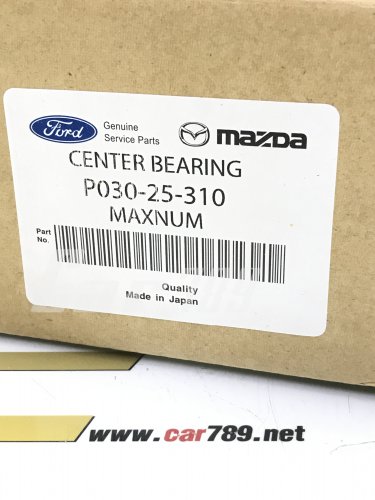 Ford
Genuine
Service Parts
mazda
CENTER BEARING
P030-25-310
MAXNUM
Part
No.
Quality
Made in Japan
www.car789.net